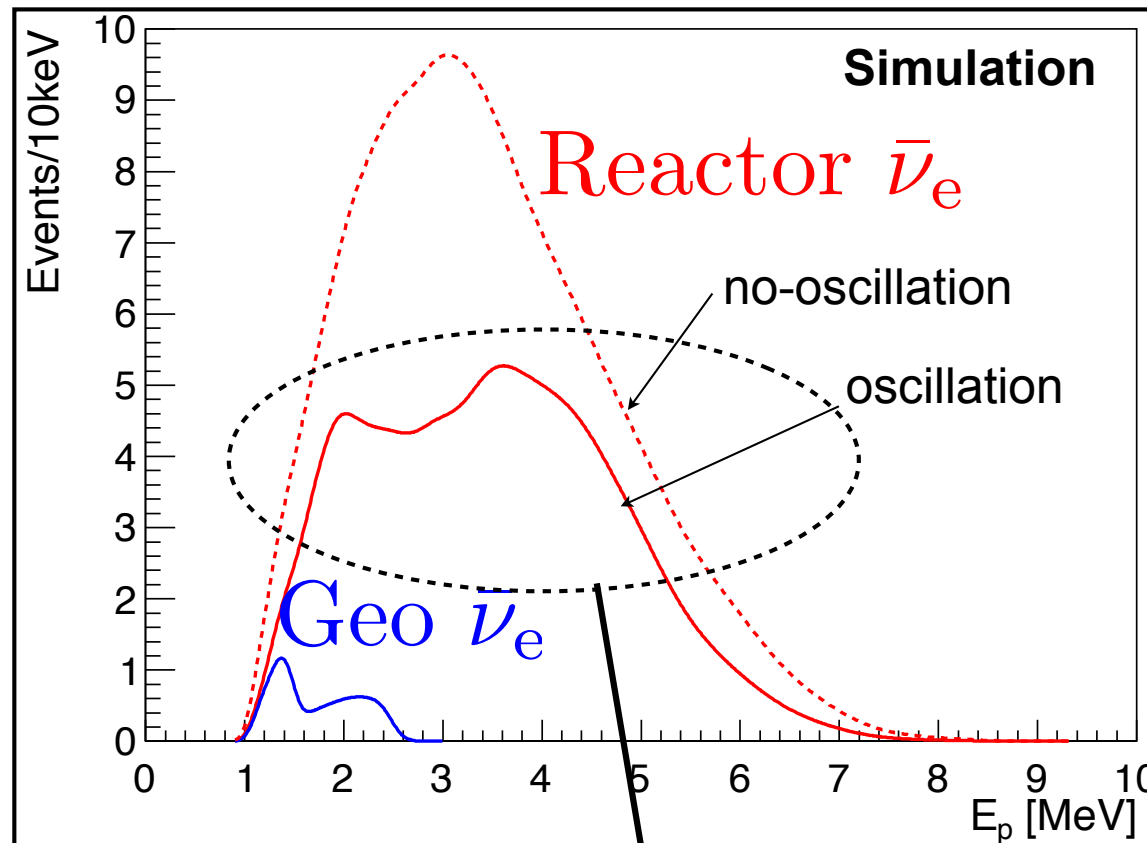 Events/10keV
10
9
8
7
6
5
4
3
2
1
0
Simulation
Reactor ν̄e
no-oscillation
oscillation
Geo ν̄e
0 1 2 3 4 5 6 7 8 9 10
Ep [MeV]